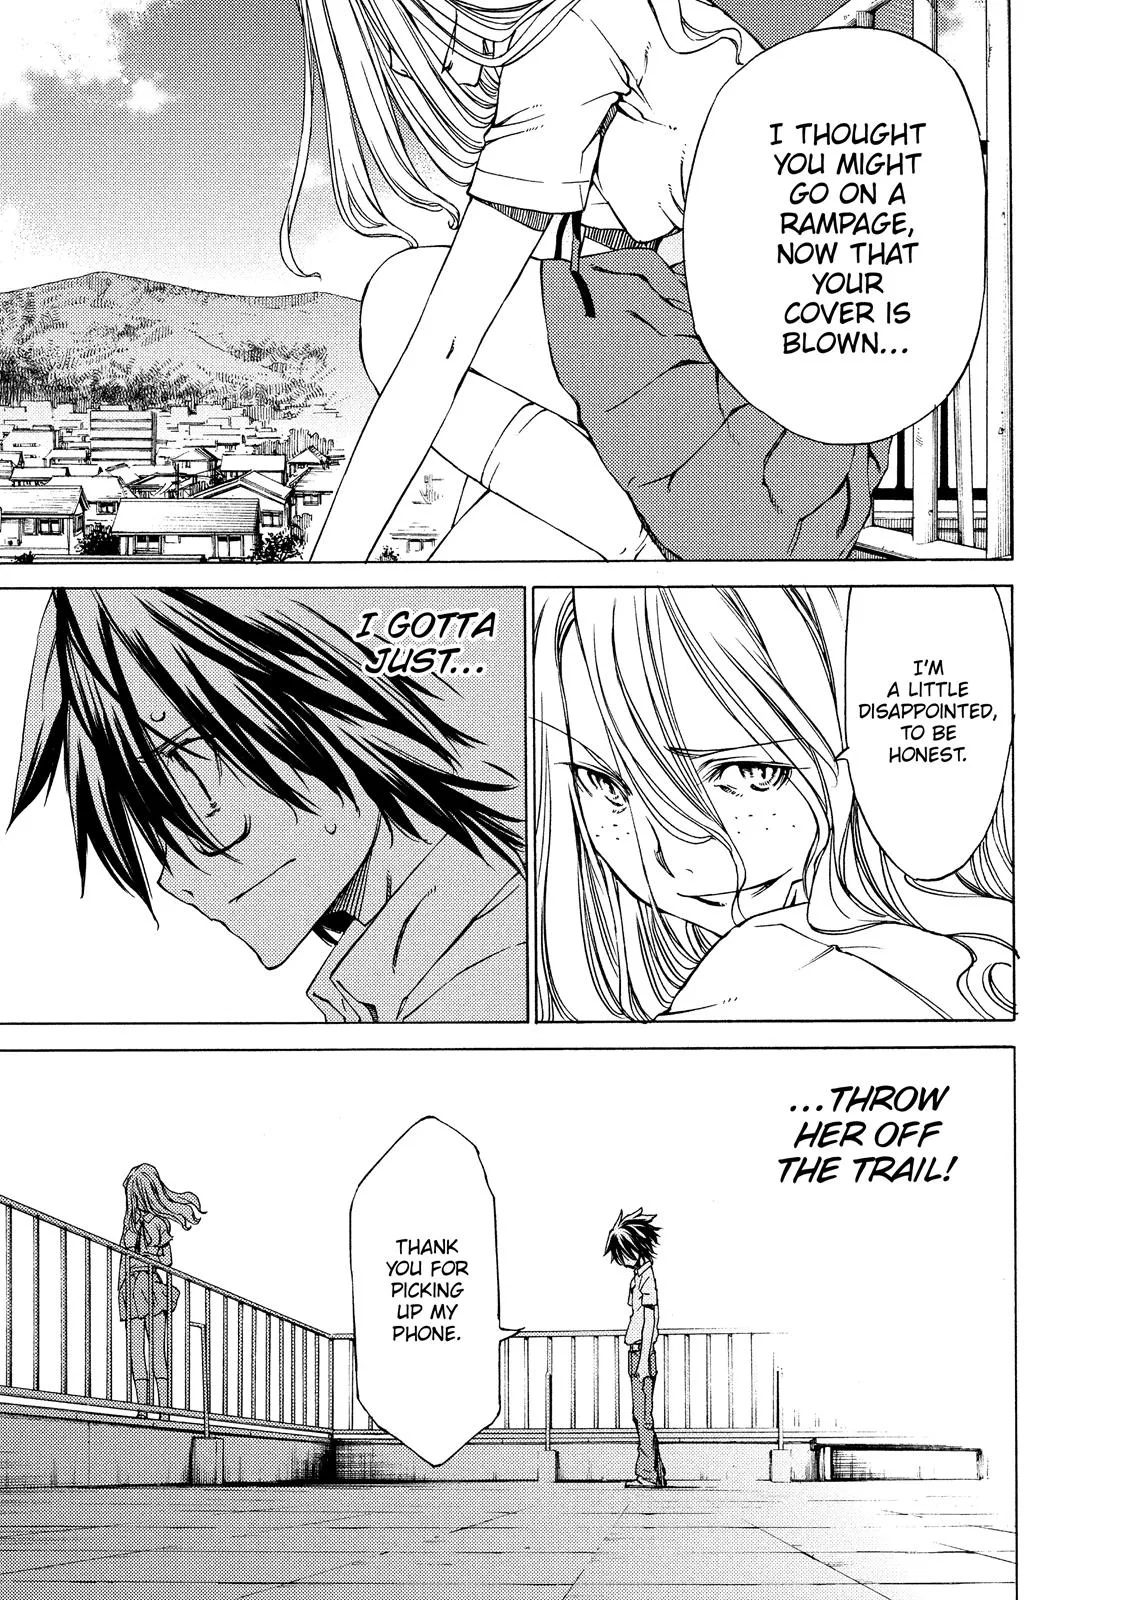 I THOUGHT
YOU MIGHT
GO ON A
RAMPAGE,
NOW THAT
YOUR
COVER IS
BLOWN...
I'M
A LITTLE
DISAPPOINTED,
TO BE
HONEST.
I GOTTA
JUST...
...THROW
HER OFF
THE TRAIL!
THANK
YOU FOR
PICKING
UP MY
PHONE.